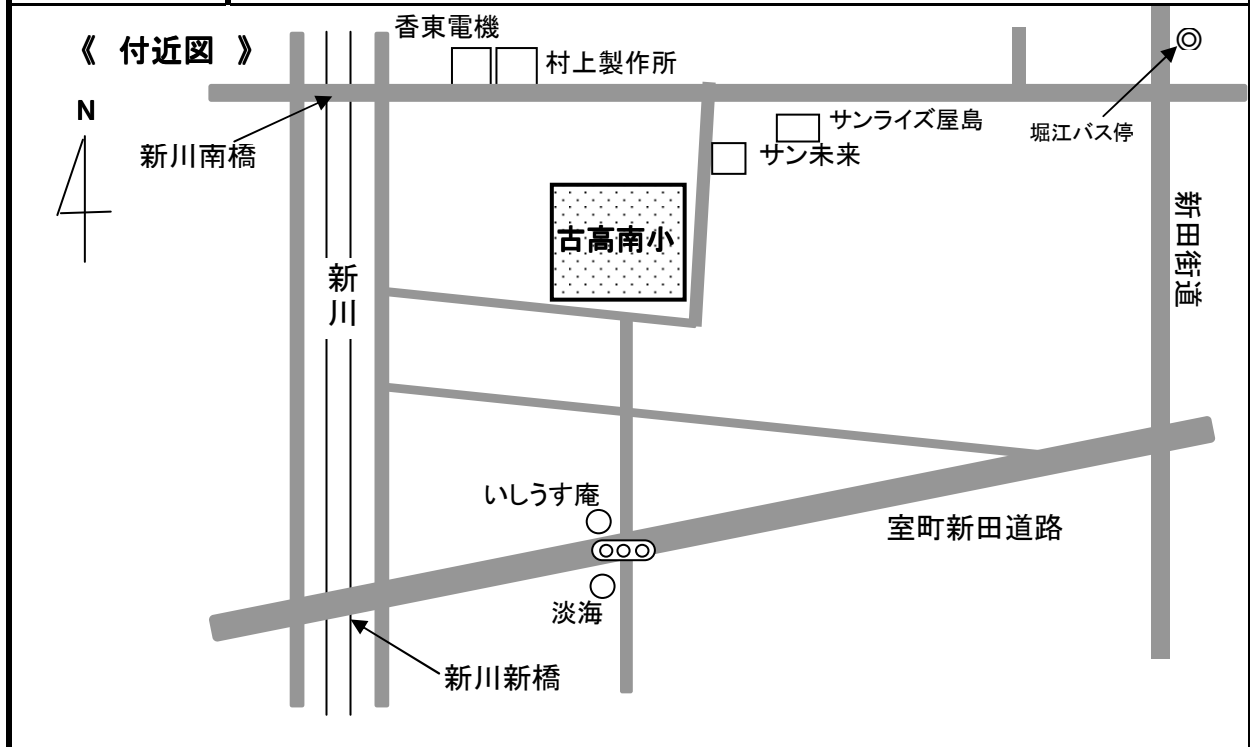 《 付近図 》
香東電機
村上製作所
N
新川南橋
サンライズ屋島
サン未来
堀江バス停
古高南小
新田街道
新川
いしうす庵
室町新田道路
淡海
新川新橋